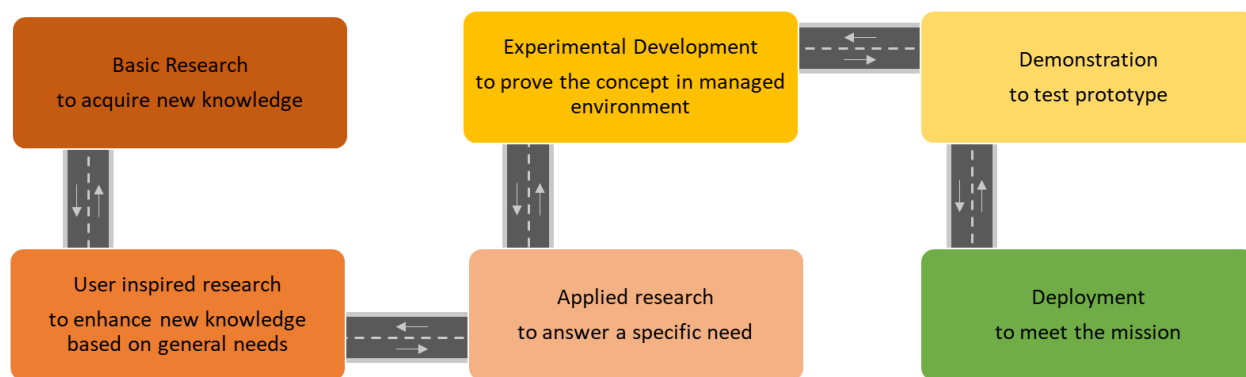 Basic Research
to acquire new knowledge
User inspired research
to enhance new knowledge
based on general needs
Applied research
to answer a specific need
Experimental Development
to prove the concept in managed
environment
Demonstration
to test prototype
Deployment
to meet the mission